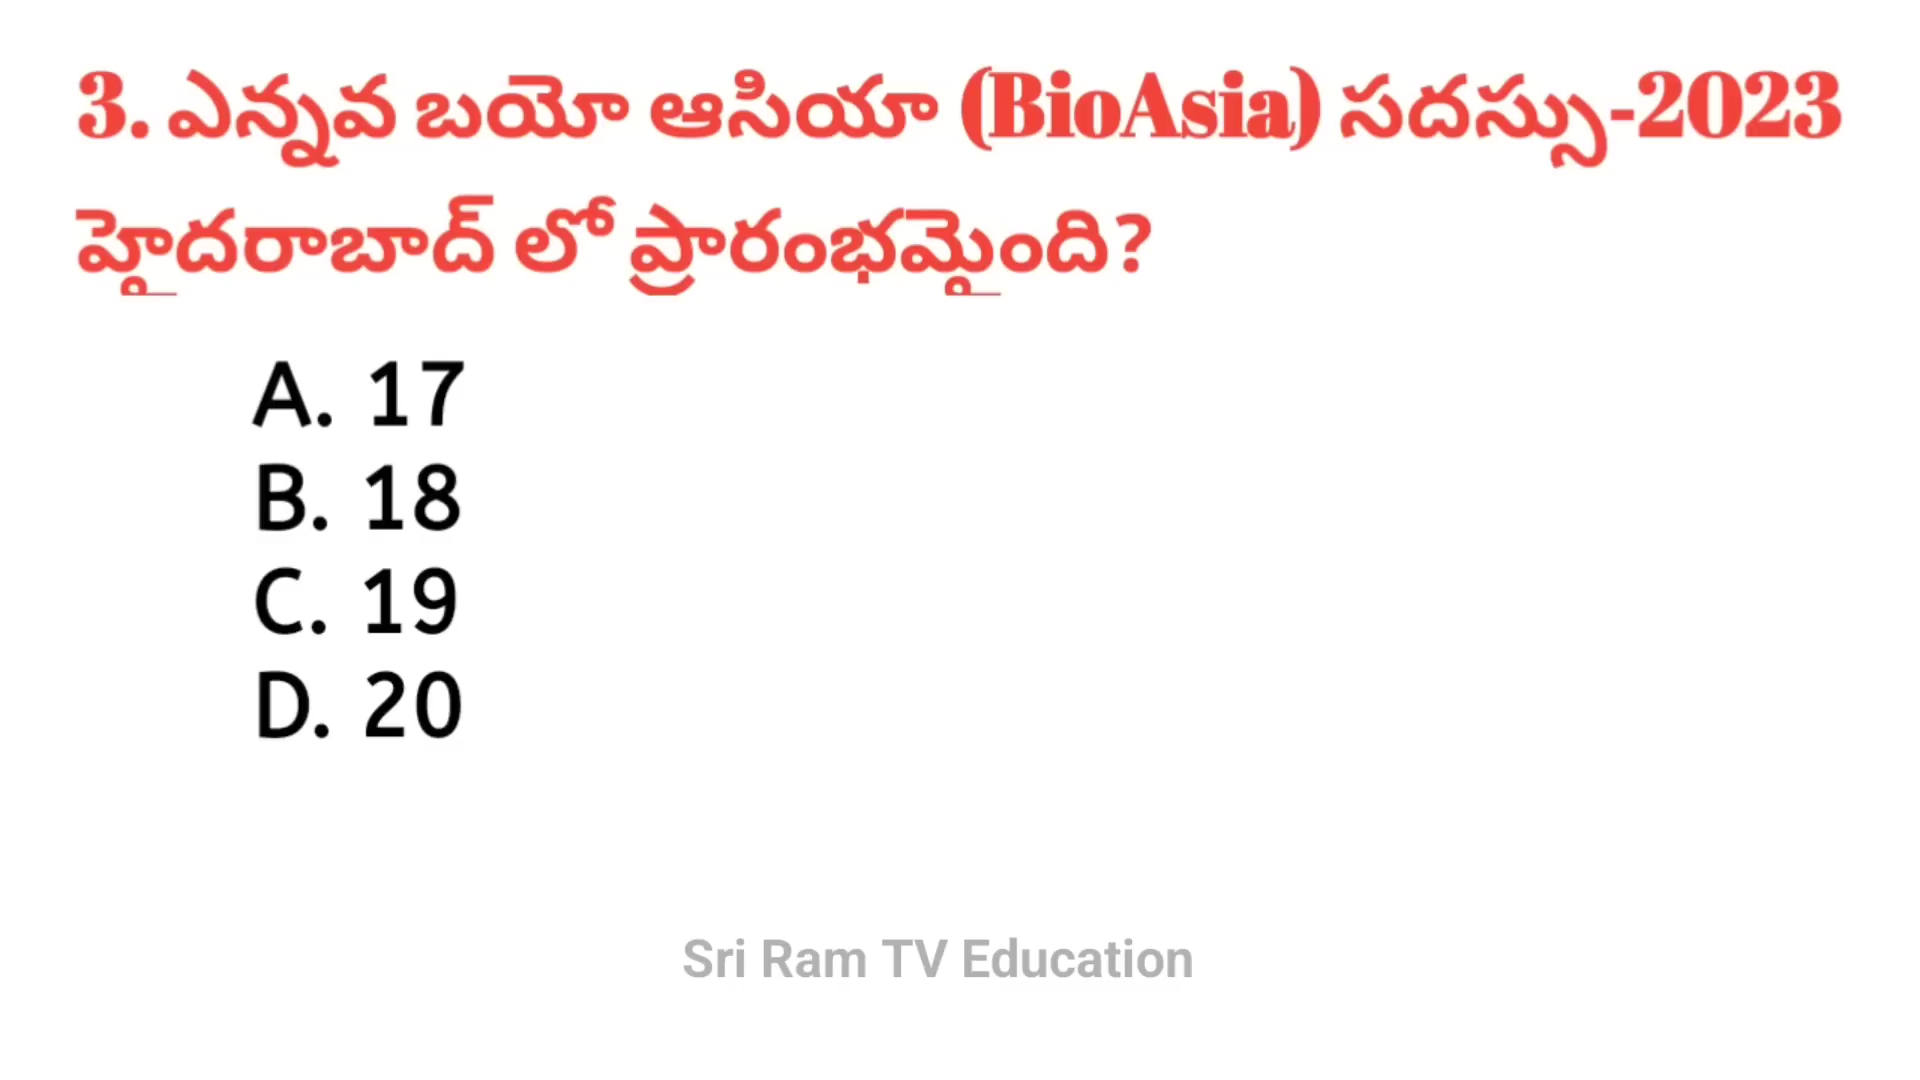 3. ఎన్నవ బయో ఆసియా (BioAsia) సదస్సు-2023
హైదరాబాద్ లో ప్రారంభమైంది?
A. 17
B. 18
C. 19
D. 20
Sri Ram TV Education